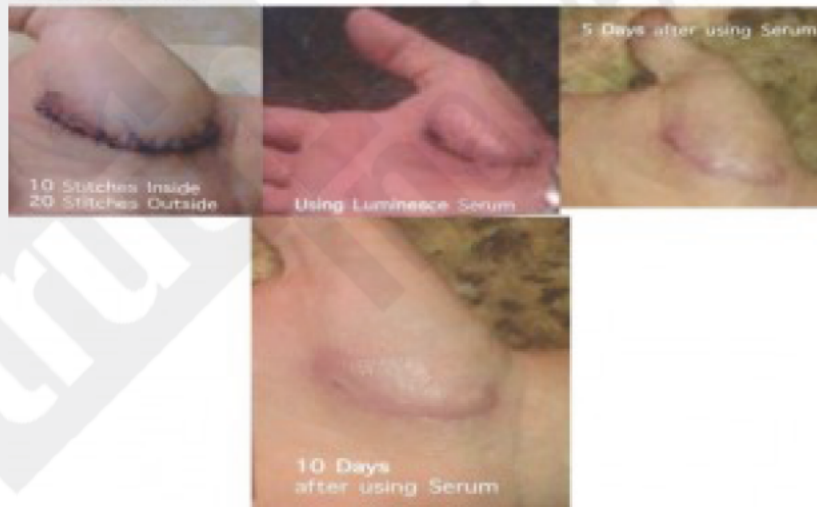 10 Stitches Inside
20 Stitches Outside
Using Luminesce Serum
5 Days after using Serum
10 Days
after using Serum